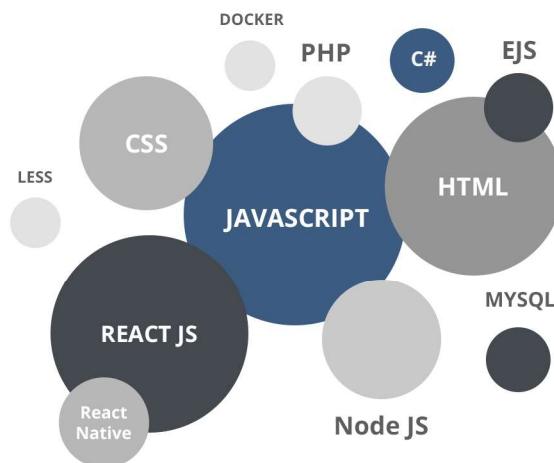 DOCKER
PHP
C#
EJS
CSS
LESS
HTML
JAVASCRIPT
MYSQL
REACT JS
React
Native
Node JS